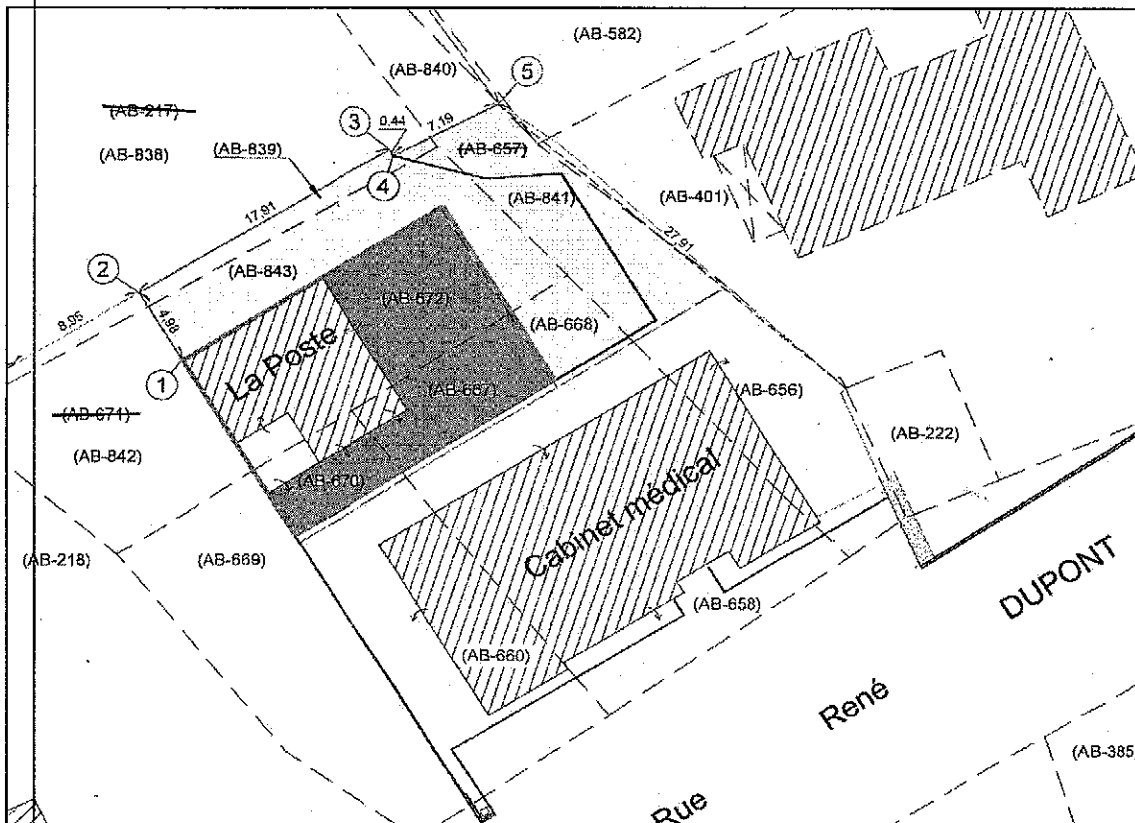 (AB-582)
(AB-840)
5
(AB-217)
3
0.44
7.19
(AB-838)
(AB-839)
(AB-657)
4
17.91
(AB-841)
(AB-401)
27.91
2
(AB-843)
(AB-672)
8.05
4.98
(AB-668)
La Poste
1
(AB-667)
(AB-656)
(AB-671)
(AB-222)
(AB-842)
(AB-670)
Cabinet médical
(AB-218)
(AB-669)
DUPONT
(AB-658)
(AB-660)
René
(AB-385)
Rue